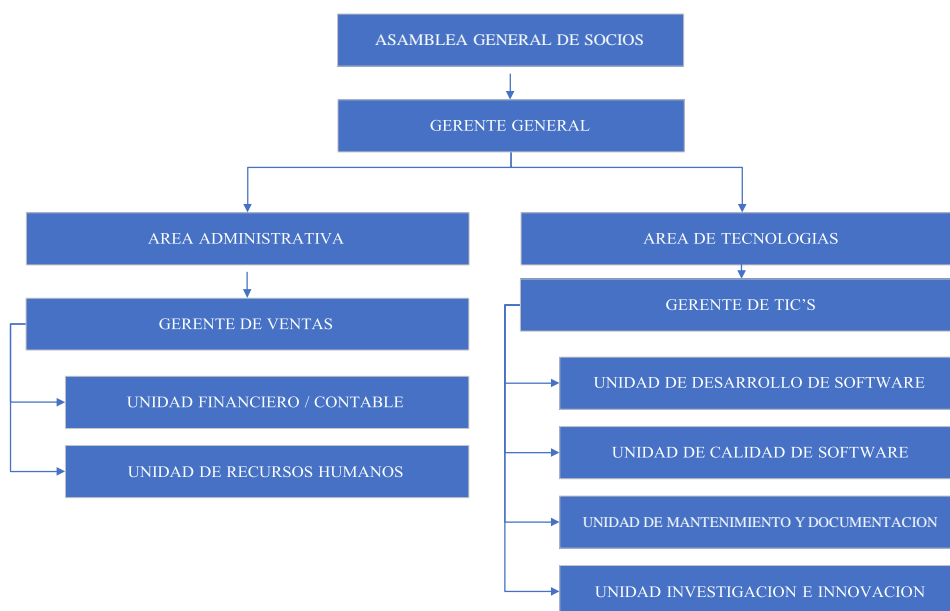 ASAMBLEA GENERAL DE SOCIOS
GERENTE GENERAL
AREA ADMINISTRATIVA
GERENTE DE VENTAS
UNIDAD FINANCIERO / CONTABLE
UNIDAD DE RECURSOS HUMANOS
AREA DE TECNOLOGIAS
GERENTE DE TIC’S
UNIDAD DE DESARROLLO DE SOFTWARE
UNIDAD DE CALIDAD DE SOFTWARE
UNIDAD DE MANTENIMIENTO Y DOCUMENTACION
UNIDAD INVESTIGACION E INNOVACION